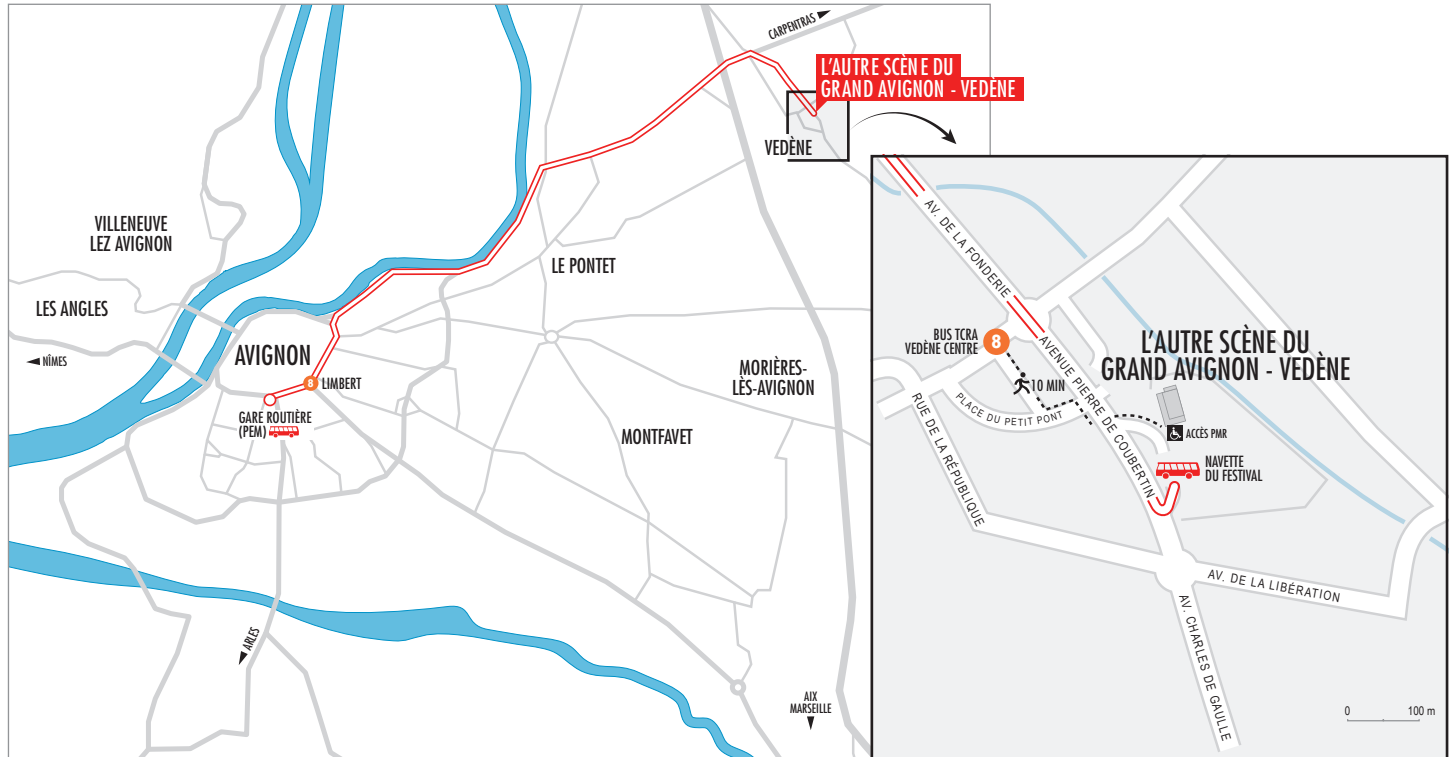 CARPENTRAS
L'AUTRE SCÈNE DU
GRAND AVIGNON - VEDÈNE
VEDÈNE
VILLENEUVE
LEZ AVIGNON
LES ANGLES
NÎMES
AVIGNON
8 LIMBERT
GARE ROUTIÈRE
(PEM)
LE PONTET
MORIÈRES-
LÈS-AVIGNON
MONTFAVET
ARLES
AIX
MARSEILLE
AV. DE LA FONDERIE
BUS TCRA
VEDÈNE CENTRE
8
10 MIN
AVENUE PIERRE DE COUBERTIN
L'AUTRE SCÈNE DU
GRAND AVIGNON - VEDÈNE
PLACE DU PETIT PONT
ACCÈS PMR
RUE DE LA RÉPUBLIQUE
NAVETTE
DU FESTIVAL
AV. DE LA LIBÉRATION
AV. CHARLES DE GAULLE
0 100 m